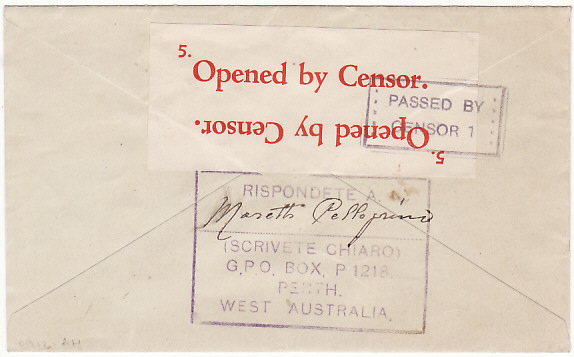 5.
Opened by Censor.
PASSED BY
CENSOR 1
Opened by Censor.
5.
RISPONDETE A.
Moretti Pellegrino
(SCRIVETE CHIARO)
G.P.O. BOX, P 1218,
PERTH.
WEST AUSTRALIA.